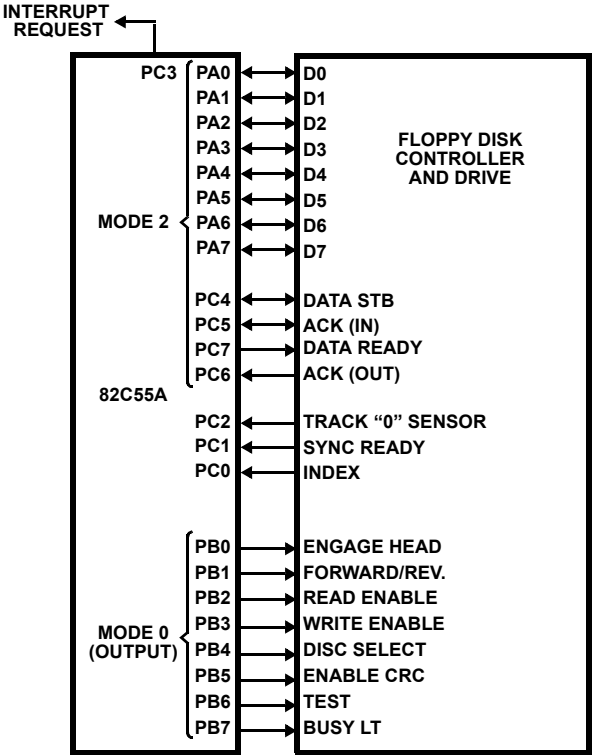 INTERRUPT
REQUEST
PC3 PA0 D0
PA1 D1
PA2 D2
PA3 D3
PA4 D4
PA5 D5
MODE 2 PA6 D6
PA7 D7
FLOPPY DISK
CONTROLLER
AND DRIVE
PC4 DATA STB
PC5 ACK (IN)
PC7 DATA READY
PC6 ACK (OUT)
82C55A
PC2 TRACK “0” SENSOR
PC1 SYNC READY
PC0 INDEX
PB0 ENGAGE HEAD
PB1 FORWARD/REV.
PB2 READ ENABLE
PB3 WRITE ENABLE
MODE 0
(OUTPUT) PB4 DISC SELECT
PB5 ENABLE CRC
PB6 TEST
PB7 BUSY LT